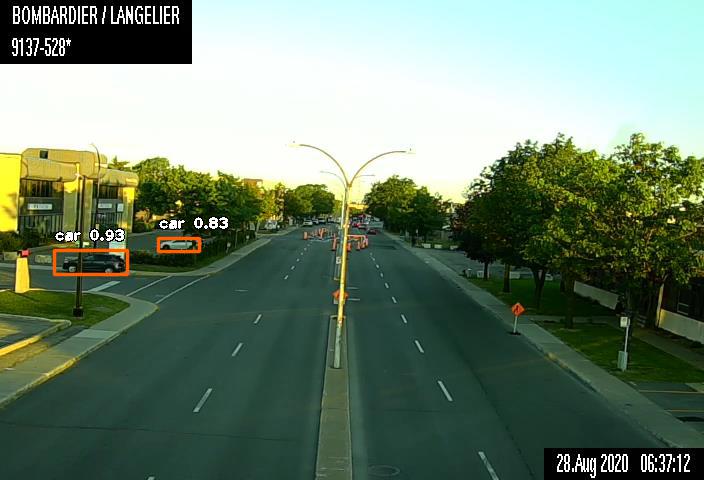 BOMBARDIER / LANGELIER
9137-528*
car 0.93
car 0.83
28.Aug 2020 06:37:12